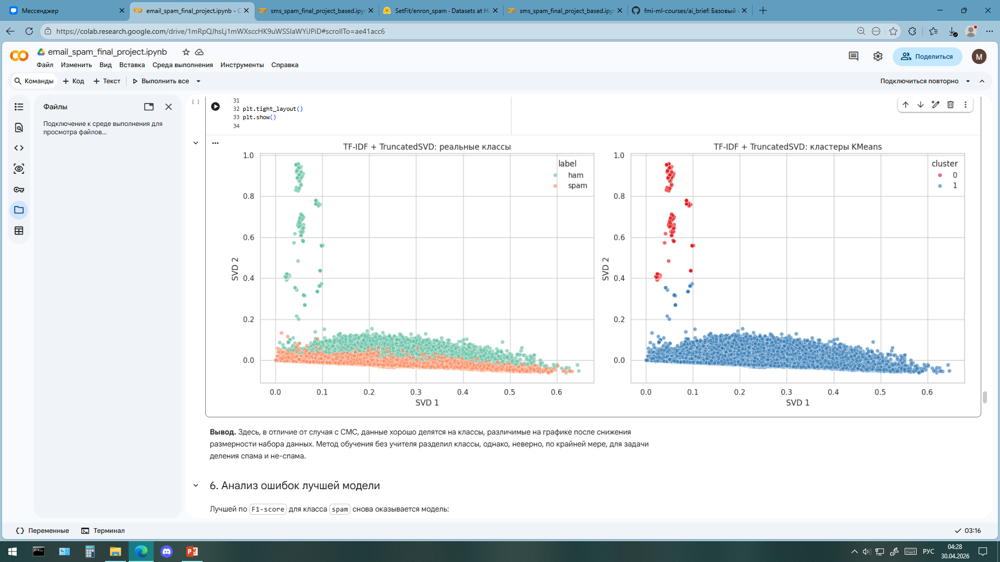 Мессенджер
email_spam_final_project.ipynb - C
sms_spam_final_project_based.ipyn
SetFit/enron_spam · Datasets at Hu
sms_spam_final_project_based.ipyn
fmi-ml-courses/ai_brief: Базовый к
https://colab.research.google.com/drive/1mRpQJhsLj1mWXsccHK9uWSSlaWYiJPiD#scrollTo=ae41acc6
email_spam_final_project.ipynb
Файл Изменить Вид Вставка Среда выполнения Инструменты Справка
Поделиться
M
Команды + Код + Текст Выполнить все
Подключиться повторно
Файлы
Подключение к среде выполнения для
просмотра файлов...
[ ]
31
32 plt.tight_layout()
33 plt.show()
34
TF-IDF + TruncatedSVD: реальные классы
label
ham
spam
1.0
0.8
0.6
0.4
0.2
0.0
SVD 2
0.0 0.1 0.2 0.3 0.4 0.5 0.6
SVD 1
TF-IDF + TruncatedSVD: кластеры KMeans
cluster
0
1
1.0
0.8
0.6
0.4
0.2
0.0
SVD 2
0.0 0.1 0.2 0.3 0.4 0.5 0.6
SVD 1
Вывод. Здесь, в отличие от случая с СМС, данные хорошо делятся на классы, различимые на графике после снижения
размерности набора данных. Метод обучения без учителя разделил классы, однако, неверно, по крайней мере, для задачи
деления спама и не-спама.
6. Анализ ошибок лучшей модели
Лучшей по F1-score для класса spam снова оказывается модель:
Переменные
Терминал
03:16
РУС
04:28
30.04.2026